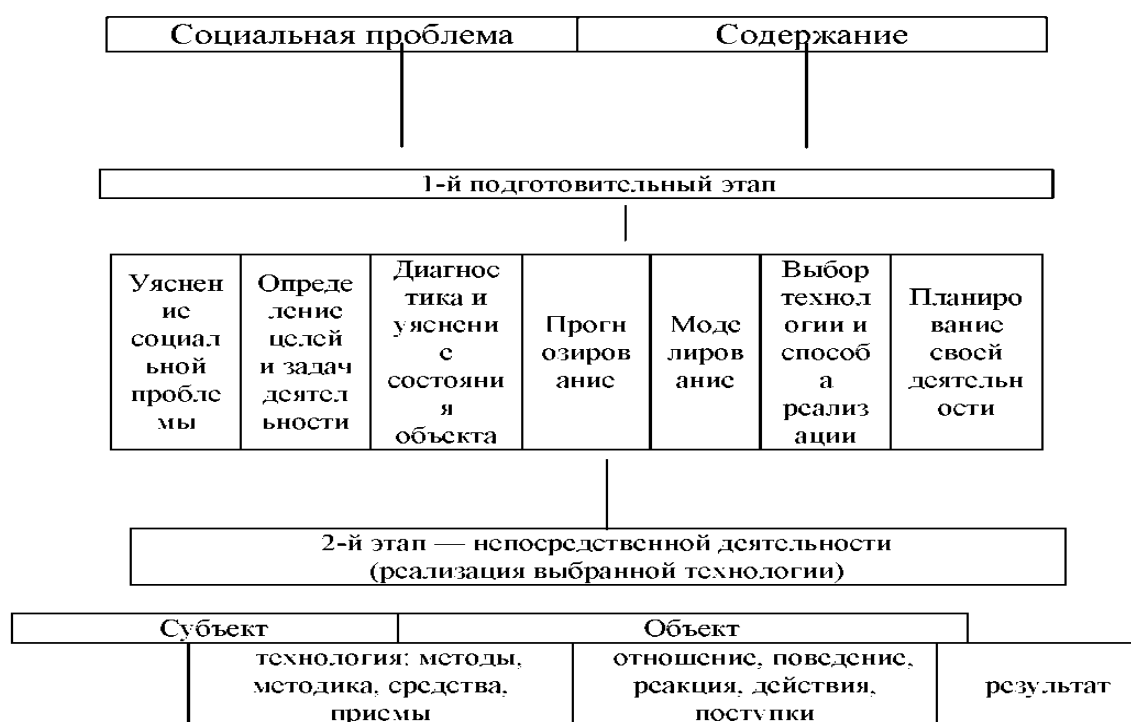 Социальная проблема
Содержание
1-й подготовительный этап
Уяснен
ие
социал
ьной
пробле
мы
Опреде
ление
целей
и задач
деятел
ьности
Диагнос
тика и
уяснени
е
состояни
я
объекта
Прогн
озиров
ание
Моде
лиров
ание
Выбор
технол
огии и
способ
а
реализ
ации
Планиро
вание
своей
деятельн
ости
2-й этап — непосредственной деятельности
(реализация выбранной технологии)
Субъект
Объект
технология: методы,
методика, средства,
приемы
отношение, поведение,
реакция, действия,
поступки
результат